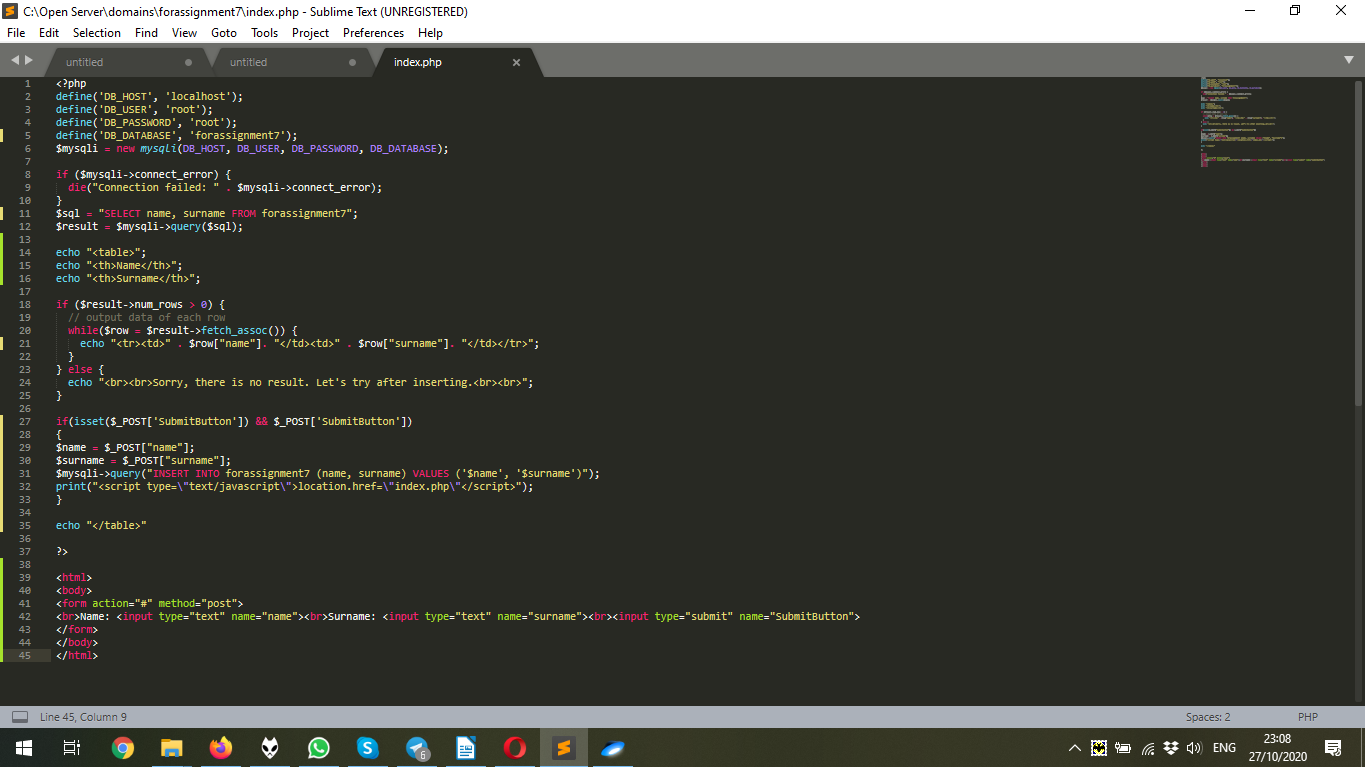 C:\Open Server\domains\forassignment7\index.php - Sublime Text (UNREGISTERED)
File Edit Selection Find View Goto Tools Project Preferences Help
untitled untitled index.php
1 <?php
2 define('DB_HOST', 'localhost');
3 define('DB_USER', 'root');
4 define('DB_PASSWORD', 'root');
5 define('DB_DATABASE', 'forassignment7');
6 $mysqli = new mysqli(DB_HOST, DB_USER, DB_PASSWORD, DB_DATABASE);
7
8 if ($mysqli->connect_error) {
9 die("Connection failed: " . $mysqli->connect_error);
10 }
11 $sql = "SELECT name, surname FROM forassignment7";
12 $result = $mysqli->query($sql);
13
14 echo "<table>";
15 echo "<th>Name</th>";
16 echo "<th>Surname</th>";
17
18 if ($result->num_rows > 0) {
19 // output data of each row
20 while($row = $result->fetch_assoc()) {
21 echo "<tr><td>" . $row["name"]. "</td><td>" . $row["surname"]. "</td></tr>";
22 }
23 } else {
24 echo "<br><br>Sorry, there is no result. Let's try after inserting.<br><br>";
25 }
26
27 if(isset($_POST['SubmitButton']) && $_POST['SubmitButton'])
28 {
29 $name = $_POST["name"];
30 $surname = $_POST["surname"];
31 $mysqli->query("INSERT INTO forassignment7 (name, surname) VALUES ('$name', '$surname')");
32 print("<script type=\"text/javascript\">location.href=\"index.php\"</script>");
33 }
34
35 echo "</table>"
36
37 ?>
38
39 <html>
40 <body>
41 <form action="#" method="post">
42 <br>Name: <input type="text" name="name"><br>Surname: <input type="text" name="surname"><br><input type="submit" name="SubmitButton">
43 </form>
44 </body>
45 </html>
Line 45, Column 9 Spaces: 2 PHP
6 ENG 23:08
27/10/2020